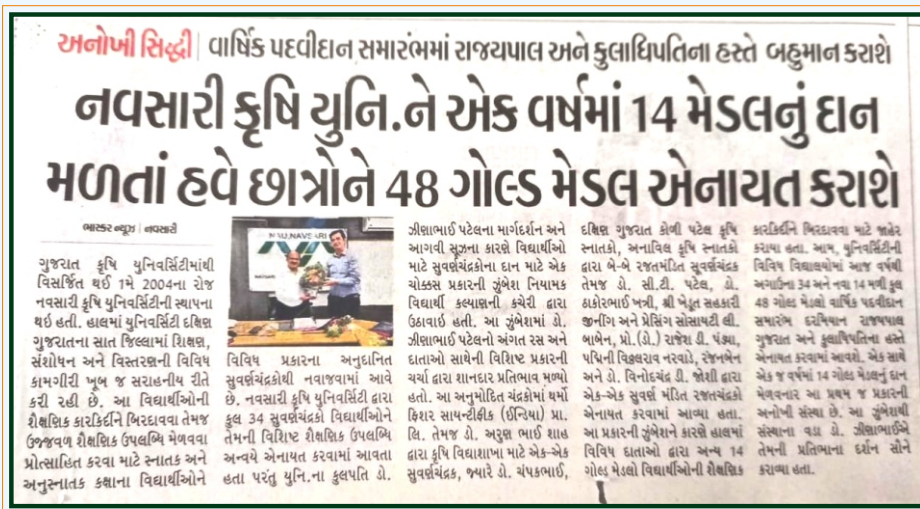 અનોખી સિદ્ધી | વાર્ષિક પદવીદાન સમારંભમાં રાજ્યપાલ અને કુલાધિપતિના હસ્તે બહુમાન કરાશે
નવસારી કૃષિ યુનિ.ને એક વર્ષમાં 14 મેડલનું દાન
મળતાં હવે છાત્રોને 48 ગોલ્ડ મેડલ એનાયત કરાશે
ભાસ્કર ન્યૂઝ | નવસારી
ગુજરાત કૃષિ યુનિવર્સિટીમાંથી
વિસર્જિત થઈ 1મે 2004ના રોજ
નવસારી કૃષિ યુનિવર્સિટીની સ્થાપના
થઇ હતી. હાલમાં યુનિવર્સિટી દક્ષિણ
ગુજરાતના સાત જિલ્લામાં શિક્ષણ,
સંશોધન અને વિસ્તરણની વિવિધ
કામગીરી ખૂબ જ સરાહનીય રીતે
કરી રહી છે. આ વિદ્યાર્થીઓની
શૈક્ષણિક કારકિર્દીને બિરદાવવા તેમજ
ઉજ્જવળ શૈક્ષણિક ઉપલબ્ધિ મેળવવા
પ્રોત્સાહિત કરવા માટે સ્નાતક અને
અનુસ્નાતક કક્ષાના વિદ્યાર્થીઓને
NAU,NAVSARI
વિવિધ પ્રકારના અનુદાનિત
સુવર્ણચંદ્રકોથી નવાજવામાં આવે
છે. નવસારી કૃષિ યુનિવર્સિટી દ્વારા
કુલ 34 સુવર્ણચંદ્રકો વિદ્યાર્થીઓને
તેમની વિશિષ્ટ શૈક્ષણિક ઉપલબ્ધિ
અન્વયે એનાયત કરવામાં આવતા
હતા પરંતુ યુનિ.ના કુલપતિ ડો.
ઝીણાભાઈ પટેલના માર્ગદર્શન અને
આગવી સૂઝના કારણે વિદ્યાર્થીઓ
માટે સુવર્ણચંદ્રકોના દાન માટે એક
ચોક્કસ પ્રકારની ઝુંબેશ નિયામક
વિદ્યાર્થી કલ્યાણની કચેરી દ્વારા
ઉઠાવાઇ હતી. આ ઝુંબેશમાં ડો.
ઝીણાભાઈ પટેલનો અંગત રસ અને
દાતાઓ સાથેની વિશિષ્ટ પ્રકારની
ચર્ચા દ્વારા શાનદાર પ્રતિભાવ મળ્યો
હતો. આ અનુમોદિત ચંદ્રકોમાં થર્મો
ફિશર સાયન્ટીફીક (ઈન્ડિયા) પ્રા.
લિ. તેમજ ડો. અરુણ ભાઈ શાહ
દ્વારા કૃષિ વિદ્યાશાખા માટે એક-એક
સુવર્ણચંદ્રક, જ્યારે ડો. ચંપકભાઈ,
દક્ષિણ ગુજરાત કોળી પટેલ કૃષિ
સ્નાતકો, અનાવિલ કૃષિ સ્નાતકો
દ્વારા બે-બે રજતમંડિત સુવર્ણચંદ્રક
તેમજ ડો. સી.ટી. પટેલ, ડો.
ઠાકોરભાઈ ખત્રી, શ્રી ખેડૂત સહકારી
જીનીંગ અને પ્રેસિંગ સોસાયટી લી.
બાબેન, પ્રો.(ડો.) રાજેશ ડી. પંડ્યા,
પદ્મિની વિઠ્ઠલરાવ નરવાડે, રંજનબેન
અને ડો. વિનોદચંદ્ર ડી. જોશી દ્વારા
એક-એક સુવર્ણ મંડિત રજતચંદ્રકો
એનાયત કરવામાં આવ્યા હતા.
આ પ્રકારની ઝુંબેશને કારણે હાલમાં
વિવિધ દાતાઓ દ્વારા અન્ય 14
ગોલ્ડ મેડલો વિદ્યાર્થીઓની શૈક્ષણિક
કારકિર્દીને બિરદાવવા માટે જાહેર
કરાયા હતા. આમ, યુનિવર્સિટીની
વિવિધ વિદ્યાલયોમાં આજ વર્ષથી
અગાઉના 34 અને નવા 14 મળી કુલ
48 ગોલ્ડ મેડલો વાર્ષિક પદવીદાન
સમારંભ દરમિયાન રાજ્યપાલ
ગુજરાત અને કુલાધિપતિના હસ્તે
એનાયત કરવામાં આવશે. એક સાથે
એક જ વર્ષમાં 14 ગોલ્ડ મેડલનું દાન
મેળવનાર આ પ્રથમ જ પ્રકારની
અનોખી સંસ્થા છે. આ ઝુંબેશથી
સંસ્થાના વડા ડો. ઝીણાભાઈએ
તેમની પ્રતિભાના દર્શન સૌને
કરાવ્યા હતા.